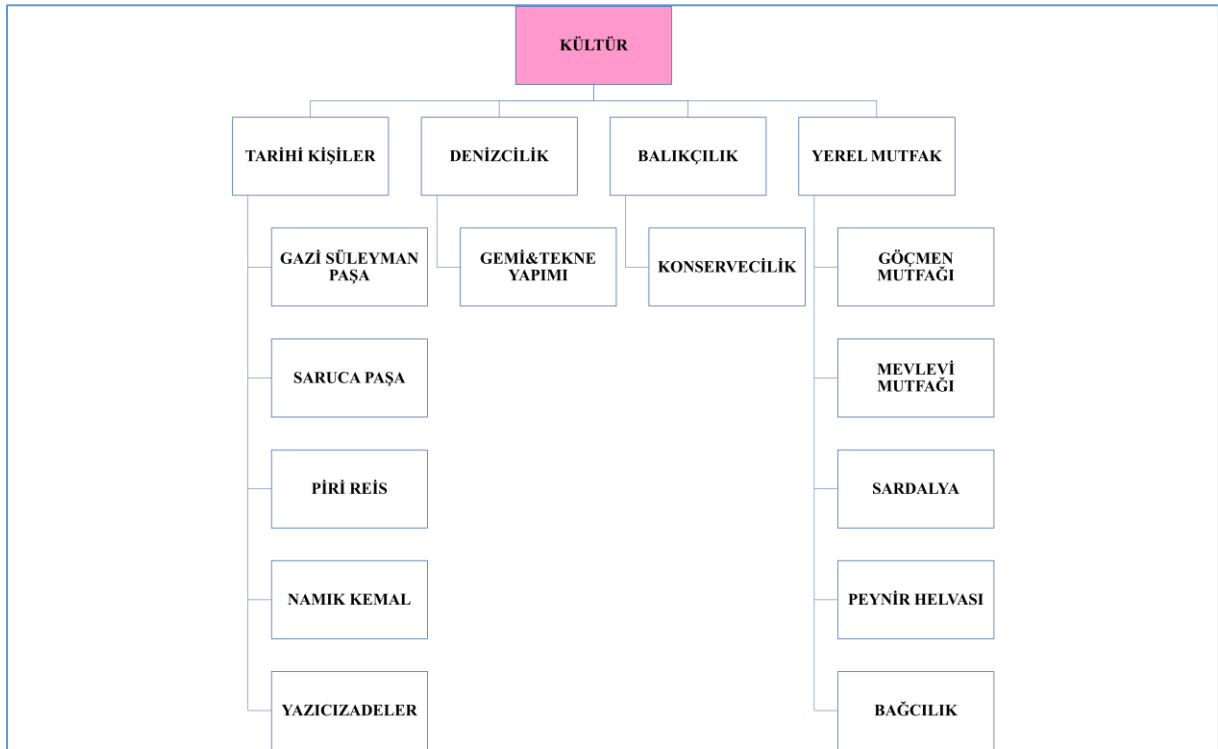 KÜLTÜR
TARİHİ KİŞİLER
DENİZCİLİK
BALIKÇILIK
YEREL MUTFAK
GAZİ SÜLEYMAN
PAŞA
GEMİ&TEKNE
YAPIMI
KONSERVECİLİK
GÖÇMEN
MUTFAĞI
SARUCA PAŞA
MEVLEVİ
MUTFAĞI
PİRİ REİS
SARDALYA
NAMIK KEMAL
PEYNİR HELVASI
YAZICIZADELER
BAĞCILIK